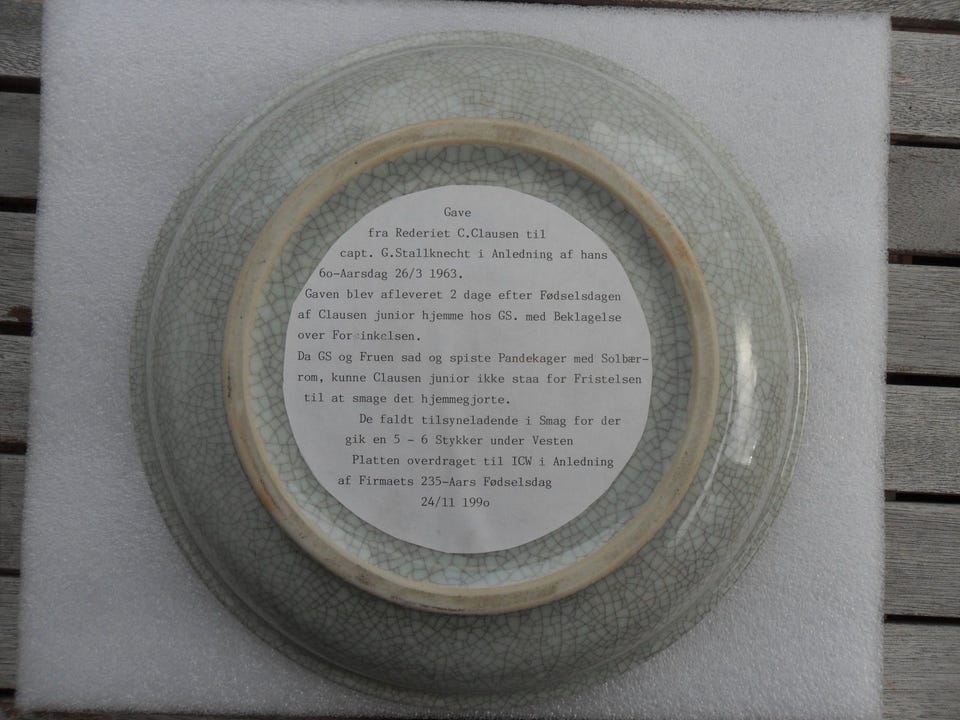 Gave
fra Rederiet C.Clausen til
capt. G.Stallknecht i Anledning af hans
6o-Aarsdag 26/3 1963.
Gaven blev afleveret 2 dage efter Fødselsdagen
af Clausen junior hjemme hos GS. med Beklagelse
over Forsinkelsen.
Da GS og Fruen sad og spiste Pandekager med Solbær-
rom, kunne Clausen junior ikke staa for Fristelsen
til at smage det hjemmegjorte.
De faldt tilsyneladende i Smag for der
gik en 5 - 6 Stykker under Vesten
Platten overdraget til ICW i Anledning
af Firmaets 235-Aars Fødselsdag
24/11 199o